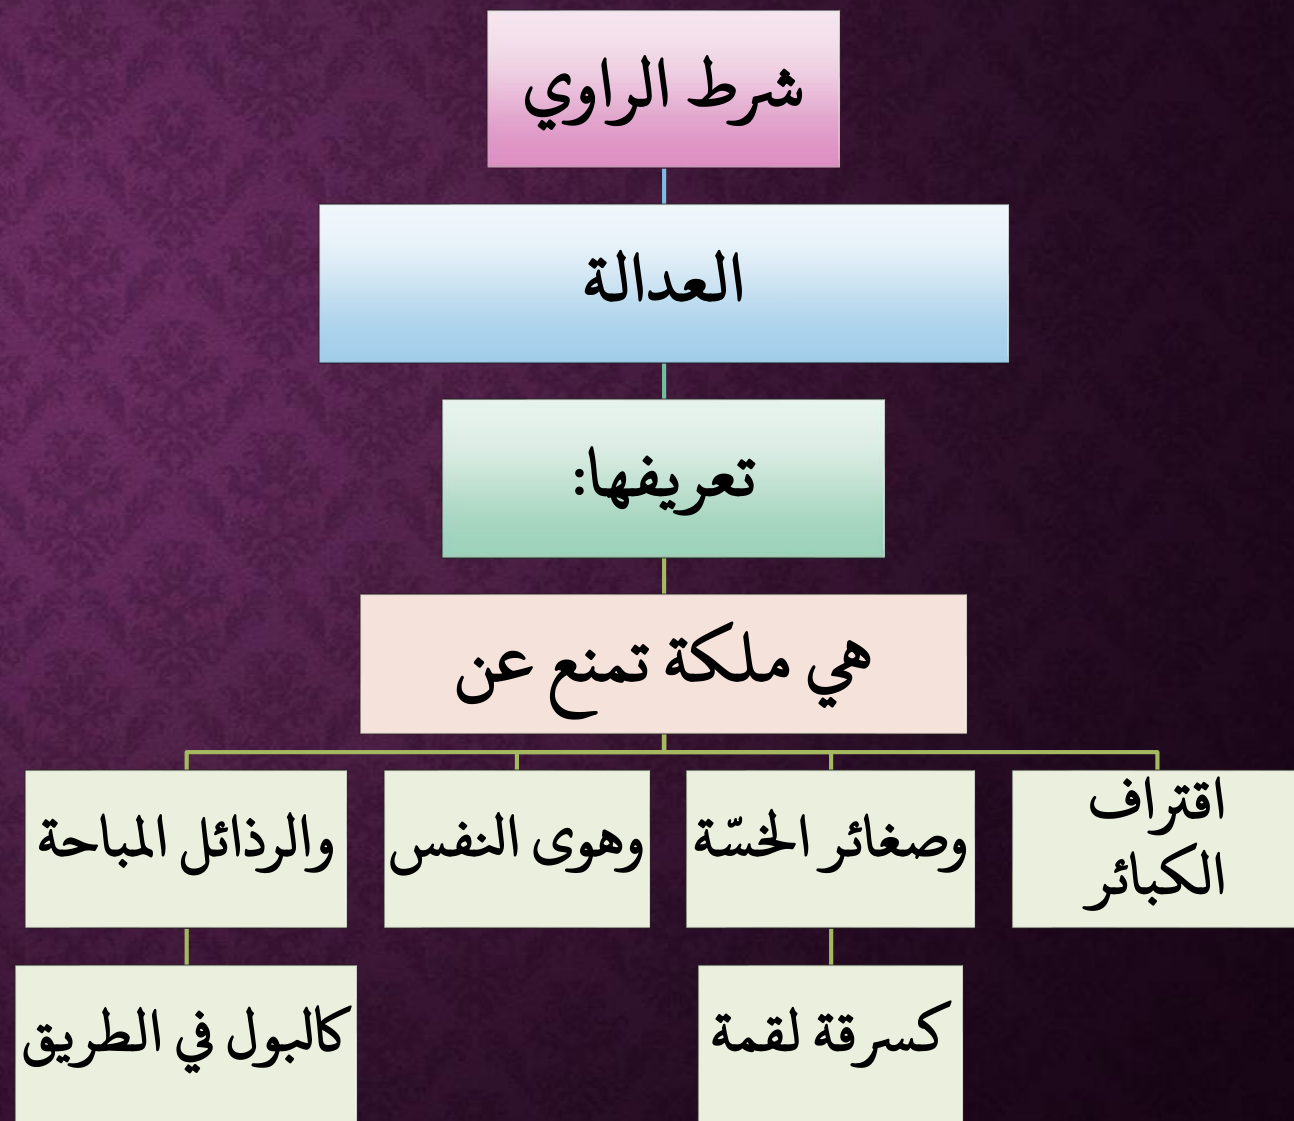 شرط الراوي
العدالة
تعريفها:
هي ملكة تمنع عن
اقتراف
الكبائر
وصغائر الخسّة
وهوى النفس
والرذائل المباحة
كسرقة لقمة
كالبول في الطريق